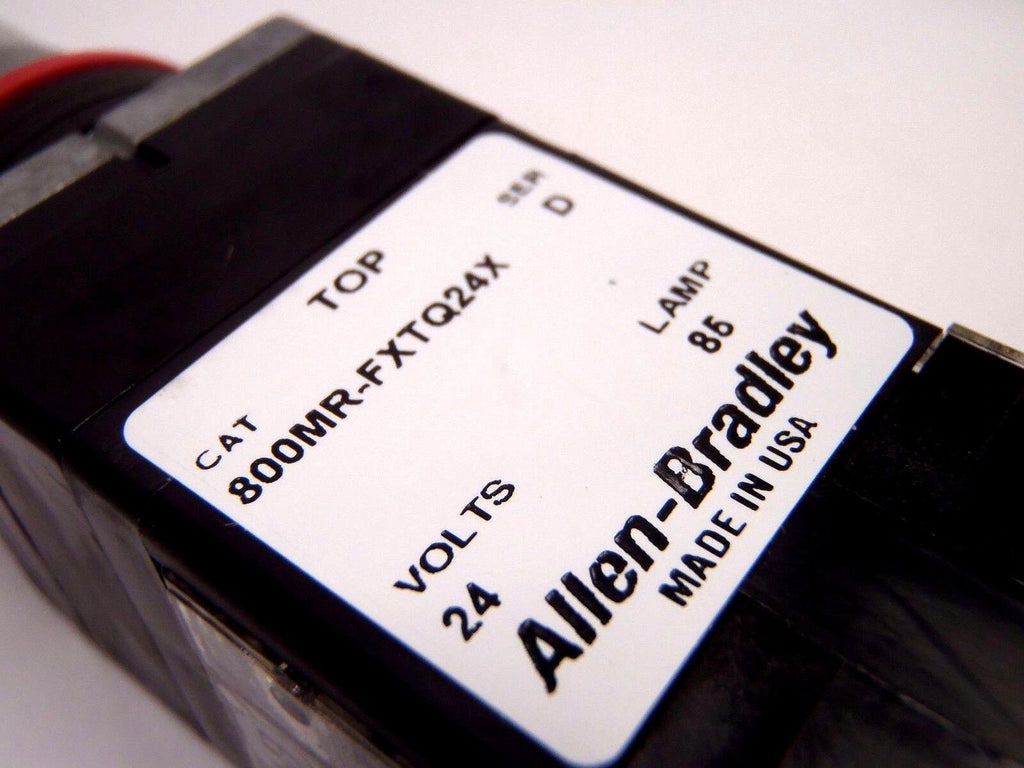 TOP
CAT SER
800MR-FXTQ24X D
VOLTS LAMP
24 85
Allen-Bradley
MADE IN USA